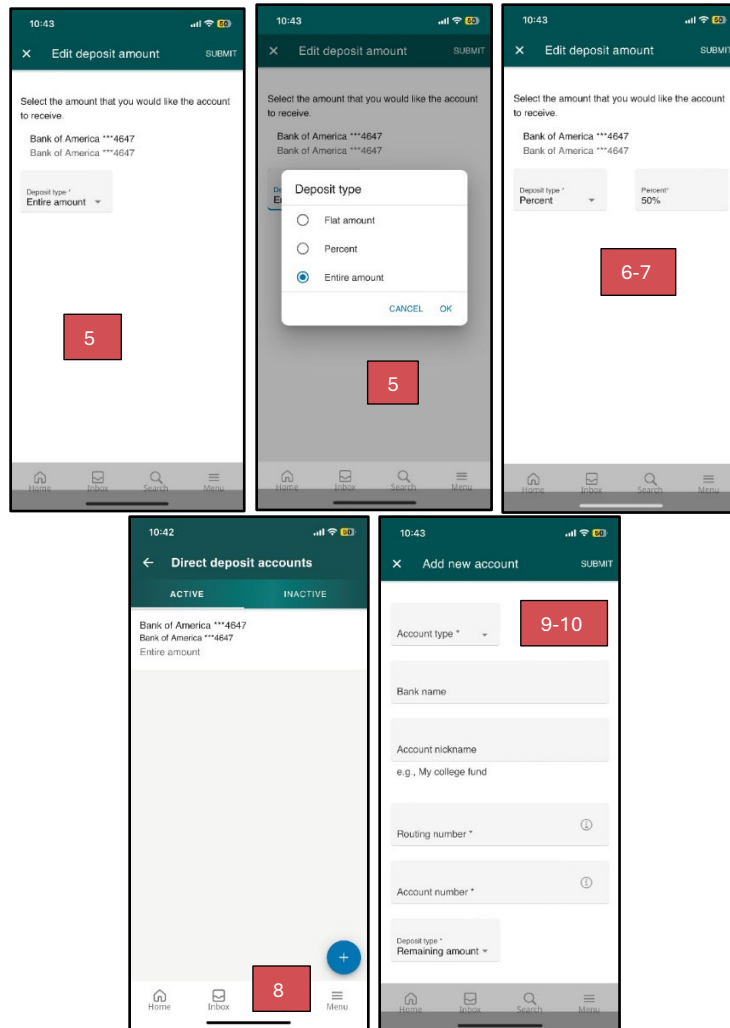 10:43
50
Edit deposit amount
SUBMIT
Select the amount that you would like the account
to receive.
Bank of America ***4647
Bank of America ***4647
Deposit type *
Entire amount
5
Home
Inbox
Search
Menu
10:43
50
Edit deposit amount
SUBMIT
Select the amount that you would like the account
to receive.
Bank of America ***4647
Bank of America ***4647
De
E
Deposit type
Flat amount
Percent
Entire amount
CANCEL OK
5
Home
Inbox
Search
Menu
10:43
50
Edit deposit amount
SUBMIT
Select the amount that you would like the account
to receive.
Bank of America ***4647
Bank of America ***4647
Deposit type *
Percent
Percent*
50%
6-7
Home
Inbox
Search
Menu
10:42
50
Direct deposit accounts
ACTIVE
INACTIVE
Bank of America ***4647
Bank of America ***4647
Entire amount
+
8
Home
Inbox
Menu
10:43
50
Add new account
SUBMIT
Account type *
9-10
Bank name
Account nickname
e.g., My college fund
Routing number *
Account number *
Deposit type *
Remaining amount
Home
Inbox
Search
Menu